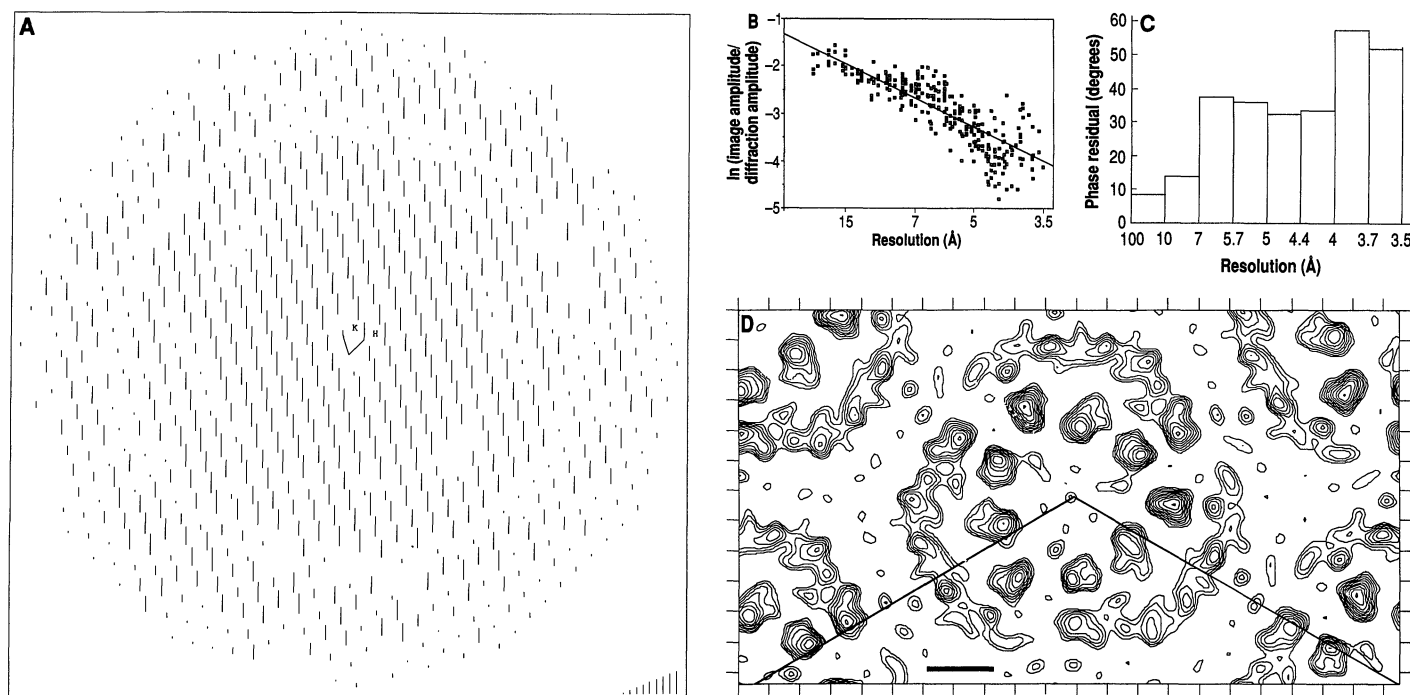 A
K
H
B
ln (image amplitude/
diffraction amplitude)
−1
−2
−3
−4
−5
15
7
5
3.5
Resolution (Å)
C
Phase residual (degrees)
60
50
40
30
20
10
0
100
10
7
5.7
5
4.4
4
3.7
3.5
Resolution (Å)
D